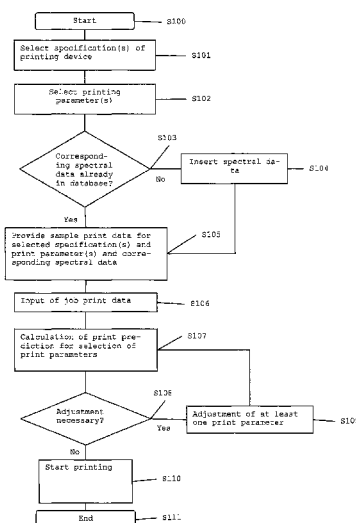 Start
S100
Select specification(s) of
printing device
S101
Select printing
parameter(s)
S102
S103
Correspond-
ing spectral
data already
in database?
No
Insert spectral da-
ta
S104
Yes
S105
Provide sample print data for
selected specification(s) and
print parameter(s) and corre-
sponding spectral data
Input of job print data
S106
S107
Calculation of print pre-
diction for selection of
print parameters
S108
Adjustment
necessary?
Yes
Adjustment of at least
one print parameter
No
Start printing
S110
End
S111